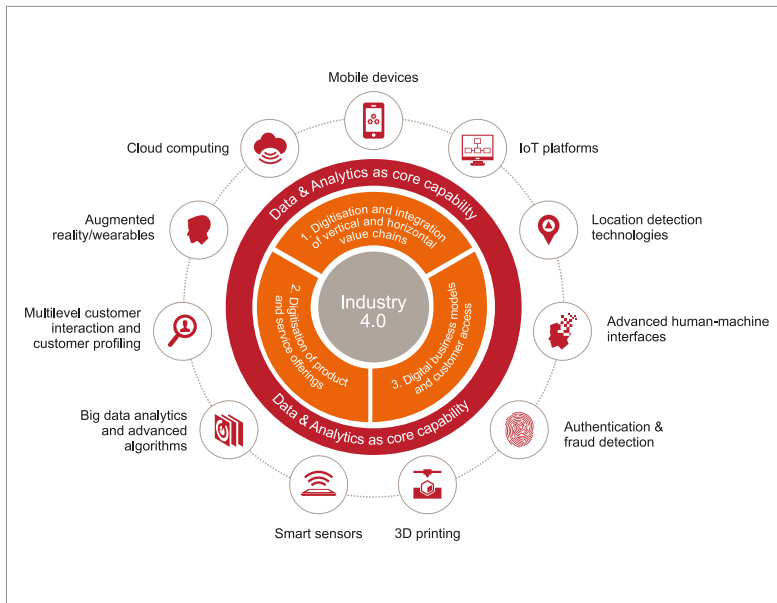 Mobile devices
Cloud computing
IoT platforms
Data & Analytics as core capability
1. Digitisation and integration
of vertical and horizontal
value chains
Augmented
reality/wearables
Location detection
technologies
Industry
4.0
2. Digitisation of product
and service offerings
3. Digital business models
and customer access
Multilevel customer
interaction and
customer profiling
Advanced human-machine
interfaces
Big data analytics
and advanced
algorithms
Authentication &
fraud detection
Data & Analytics as core capability
Smart sensors
3D printing